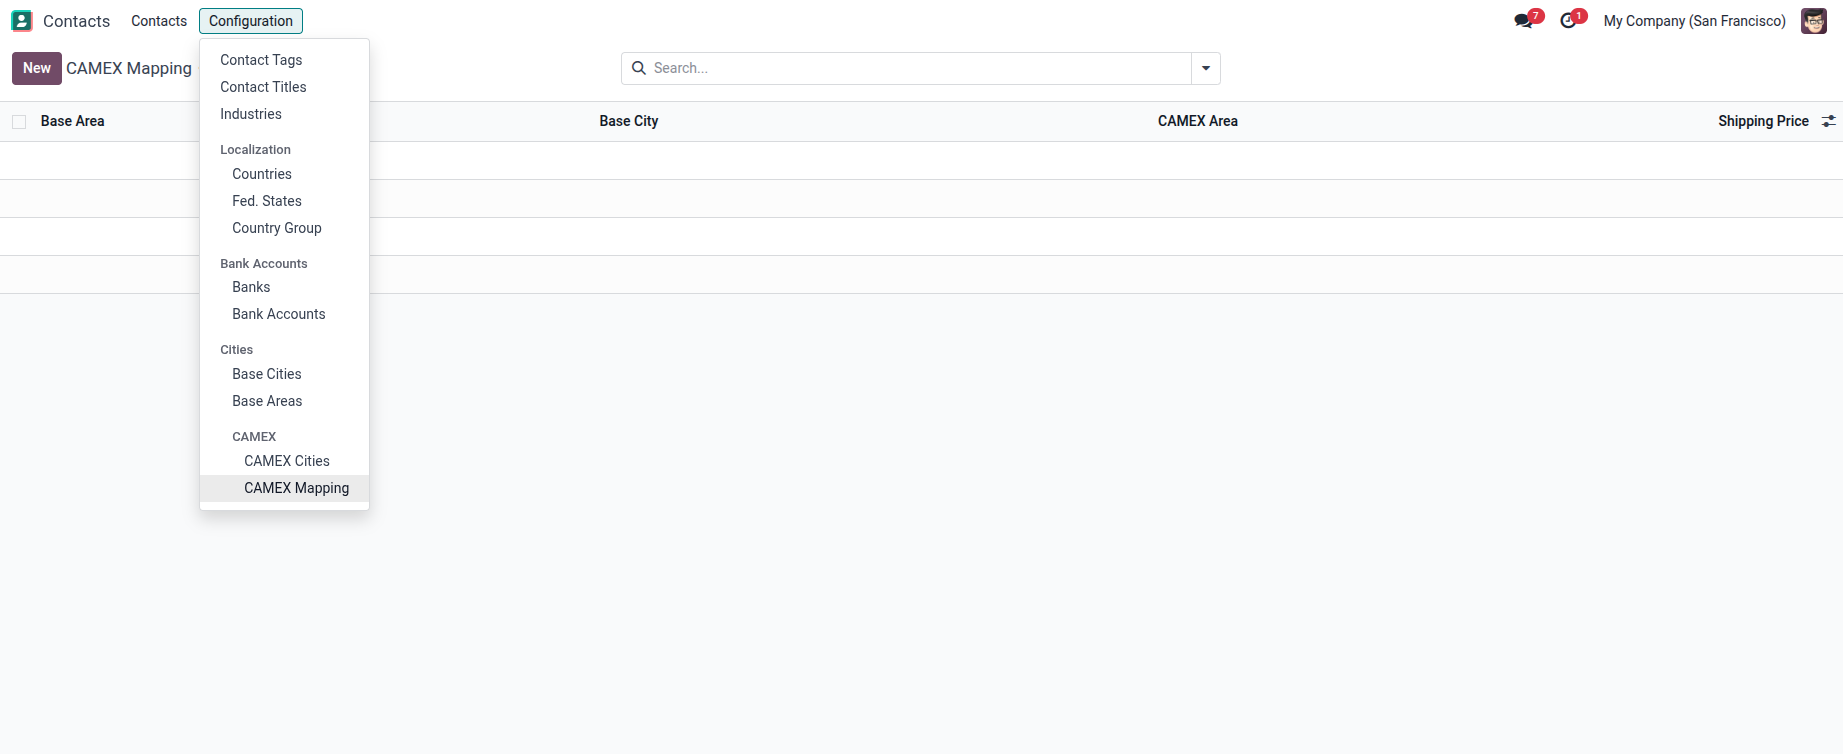 Contacts Contacts Configuration 7 1 My Company (San Francisco)
New CAMEX Mapping Search...
Base Area Base City CAMEX Area Shipping Price
Contact Tags
Contact Titles
Industries
Localization
Countries
Fed. States
Country Group
Bank Accounts
Banks
Bank Accounts
Cities
Base Cities
Base Areas
CAMEX
CAMEX Cities
CAMEX Mapping